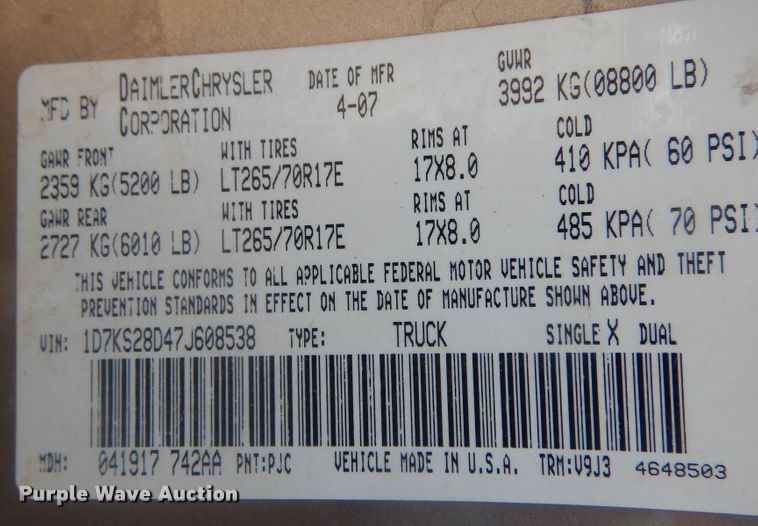 MFD BY DAIMLERCHRYSLER CORPORATION
DATE OF MFR 4-07
GVWR 3992 KG(08800 LB)
GAWR FRONT WITH TIRES RIMS AT COLD
2359 KG(5200 LB) LT265/70R17E 17X8.0 410 KPA( 60 PSI)
GAWR REAR WITH TIRES RIMS AT COLD
2727 KG(6010 LB) LT265/70R17E 17X8.0 485 KPA( 70 PSI)
THIS VEHICLE CONFORMS TO ALL APPLICABLE FEDERAL MOTOR VEHICLE SAFETY AND THEFT
PREVENTION STANDARDS IN EFFECT ON THE DATE OF MANUFACTURE SHOWN ABOVE.
VIN: 1D7KS28D47J608538 TYPE: TRUCK SINGLE X DUAL
MDH: 041917 742AA PNT:PJC VEHICLE MADE IN U.S.A. TRM:V9J3 4648503
Purple Wave Auction